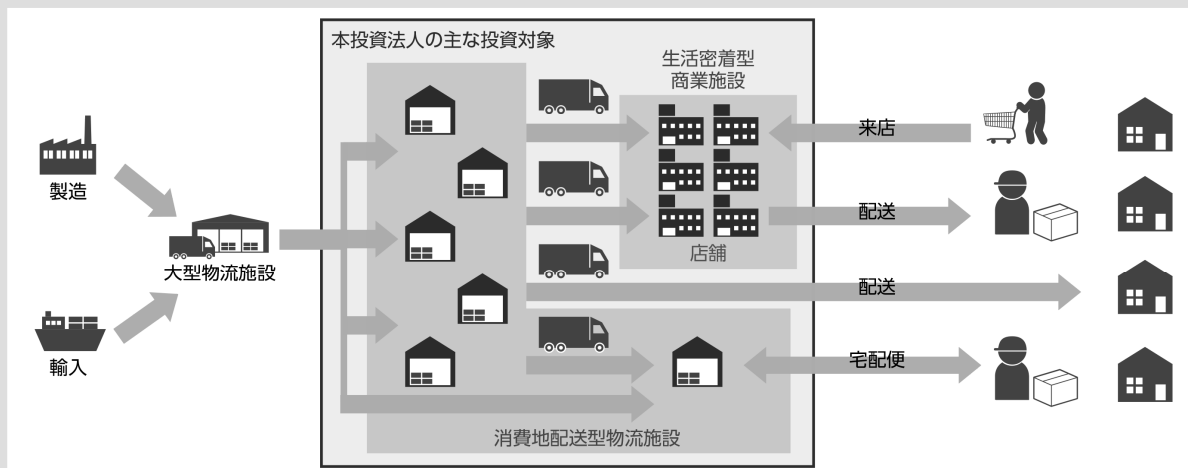 本投資法人の主な投資対象
生活密着型
商業施設
来店
製造
配送
店舗
大型物流施設
配送
宅配便
輸入
消費地配送型物流施設